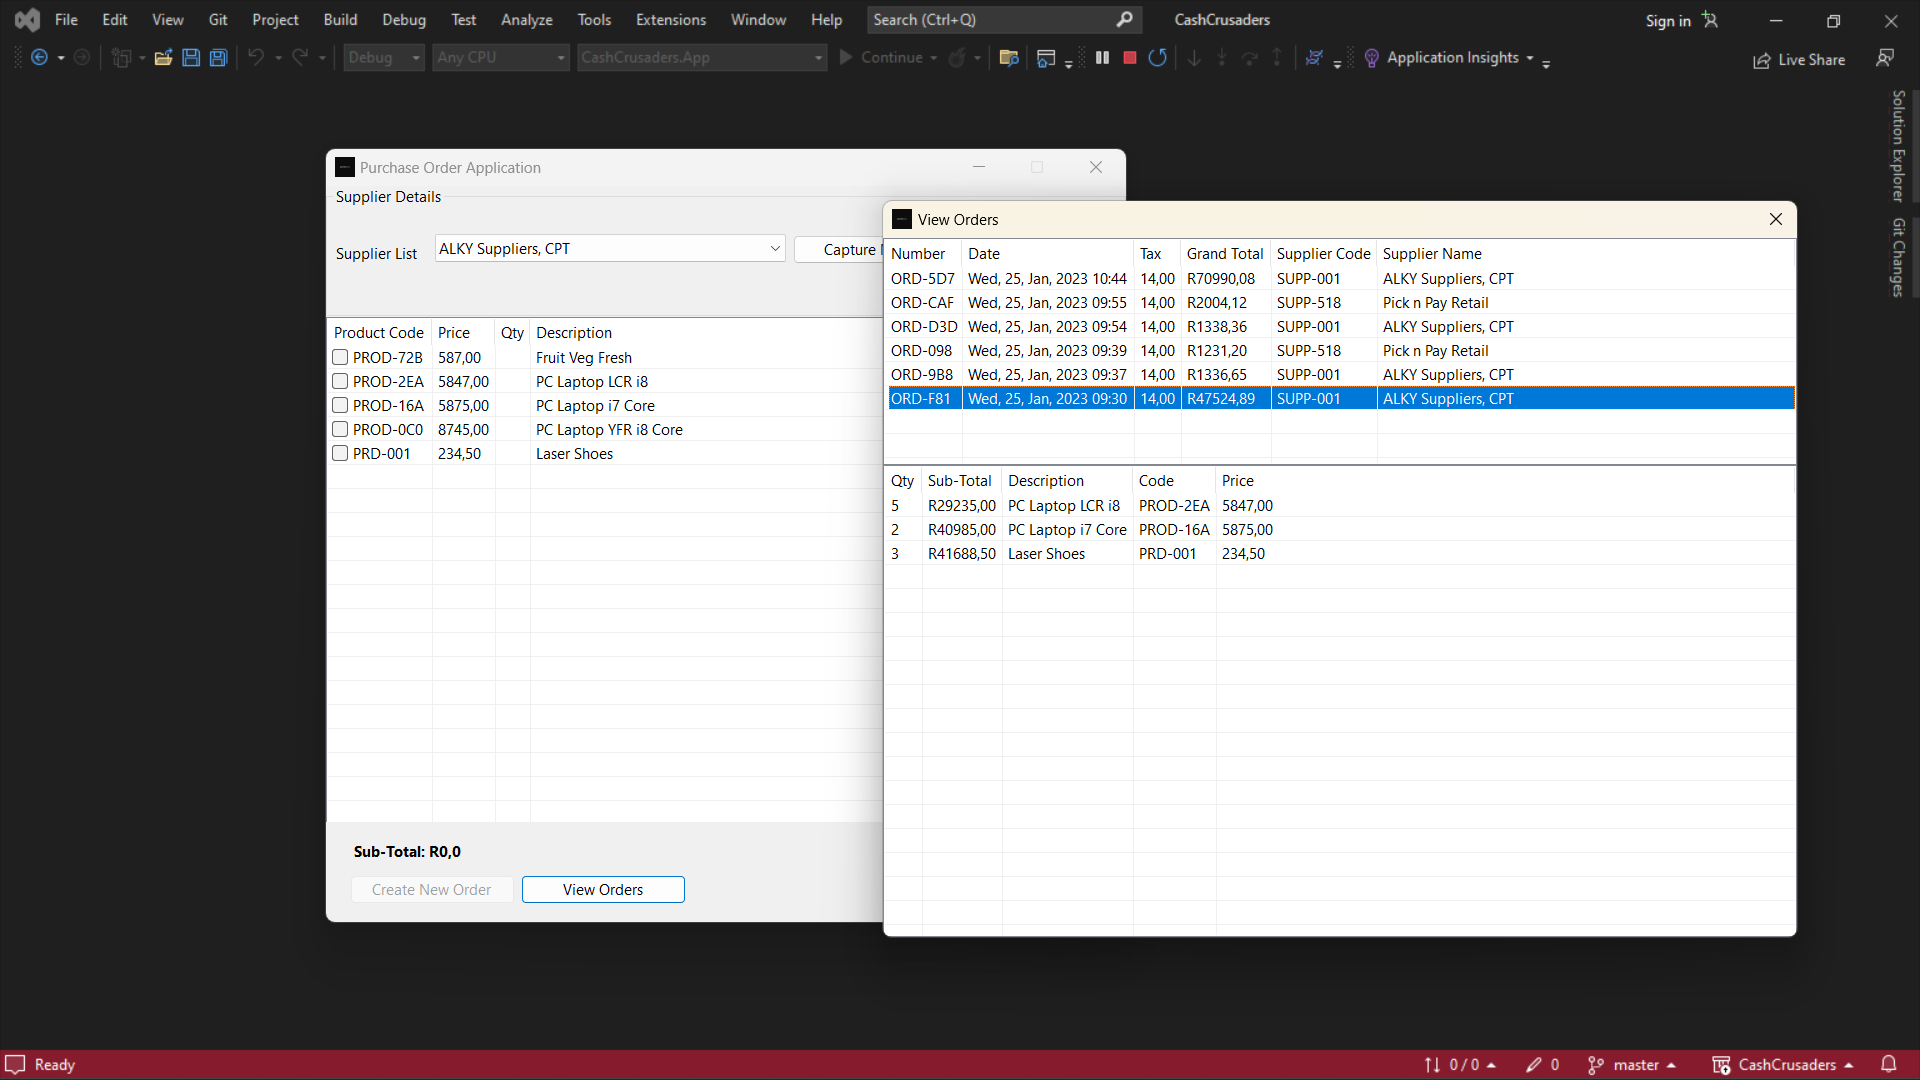 File Edit View Git Project Build Debug Test Analyze Tools Extensions Window Help Search (Ctrl+Q) CashCrusaders Sign in
Debug Any CPU CashCrusaders.App Continue Application Insights Live Share
Solution Explorer
Git Changes
Purchase Order Application
Supplier Details
Supplier List ALKY Suppliers, CPT Capture
Product Code Price Qty Description
PROD-72B 587,00 Fruit Veg Fresh
PROD-2EA 5847,00 PC Laptop LCR i8
PROD-16A 5875,00 PC Laptop i7 Core
PROD-0C0 8745,00 PC Laptop YFR i8 Core
PRD-001 234,50 Laser Shoes
Sub-Total: R0,0
Create New Order View Orders
View Orders
Number Date Tax Grand Total Supplier Code Supplier Name
ORD-5D7 Wed, 25, Jan, 2023 10:44 14,00 R70990,08 SUPP-001 ALKY Suppliers, CPT
ORD-CAF Wed, 25, Jan, 2023 09:55 14,00 R2004,12 SUPP-518 Pick n Pay Retail
ORD-D3D Wed, 25, Jan, 2023 09:54 14,00 R1338,36 SUPP-001 ALKY Suppliers, CPT
ORD-098 Wed, 25, Jan, 2023 09:39 14,00 R1231,20 SUPP-518 Pick n Pay Retail
ORD-9B8 Wed, 25, Jan, 2023 09:37 14,00 R1336,65 SUPP-001 ALKY Suppliers, CPT
ORD-F81 Wed, 25, Jan, 2023 09:30 14,00 R47524,89 SUPP-001 ALKY Suppliers, CPT
Qty Sub-Total Description Code Price
5 R29235,00 PC Laptop LCR i8 PROD-2EA 5847,00
2 R40985,00 PC Laptop i7 Core PROD-16A 5875,00
3 R41688,50 Laser Shoes PRD-001 234,50
Ready 0 / 0 0 master CashCrusaders